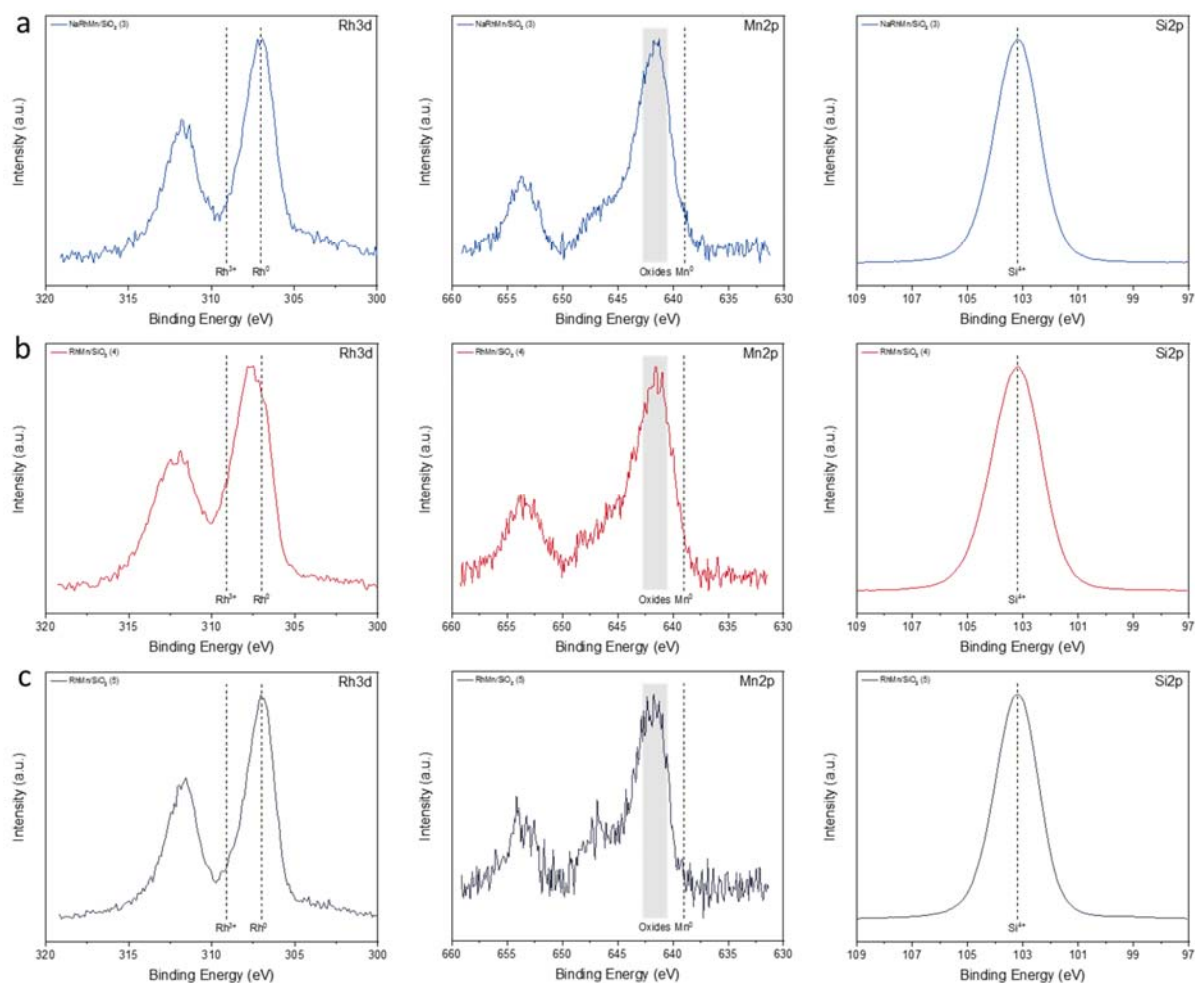 a
NaRhMn/SiO₂ (3) Rh3d
Intensity (a.u.)
Rh³⁺ Rh⁰
320 315 310 305 300
Binding Energy (eV)
NaRhMn/SiO₂ (3) Mn2p
Intensity (a.u.)
Oxides Mn⁰
660 655 650 645 640 635 630
Binding Energy (eV)
NaRhMn/SiO₂ (3) Si2p
Intensity (a.u.)
Si⁴⁺
109 107 105 103 101 99 97
Binding Energy (eV)
b
RhMn/SiO₂ (4) Rh3d
Intensity (a.u.)
Rh³⁺ Rh⁰
320 315 310 305 300
Binding Energy (eV)
RhMn/SiO₂ (4) Mn2p
Intensity (a.u.)
Oxides Mn⁰
660 655 650 645 640 635 630
Binding Energy (eV)
RhMn/SiO₂ (4) Si2p
Intensity (a.u.)
Si⁴⁺
109 107 105 103 101 99 97
Binding Energy (eV)
c
RhMn/SiO₂ (5) Rh3d
Intensity (a.u.)
Rh³⁺ Rh⁰
320 315 310 305 300
Binding Energy (eV)
RhMn/SiO₂ (5) Mn2p
Intensity (a.u.)
Oxides Mn⁰
660 655 650 645 640 635 630
Binding Energy (eV)
RhMn/SiO₂ (5) Si2p
Intensity (a.u.)
Si⁴⁺
109 107 105 103 101 99 97
Binding Energy (eV)